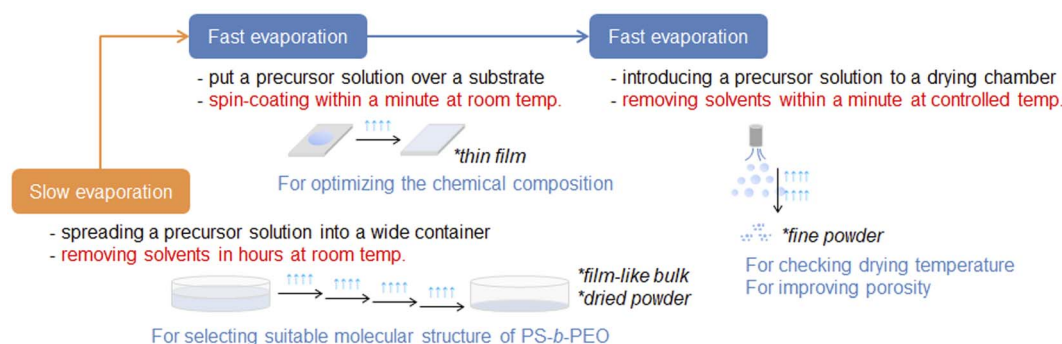 Fast evaporation
- put a precursor solution over a substrate
- spin-coating within a minute at room temp.
*thin film
For optimizing the chemical composition
Fast evaporation
- introducing a precursor solution to a drying chamber
- removing solvents within a minute at controlled temp.
*fine powder
For checking drying temperature
For improving porosity
Slow evaporation
- spreading a precursor solution into a wide container
- removing solvents in hours at room temp.
*film-like bulk
*dried powder
For selecting suitable molecular structure of PS-b-PEO